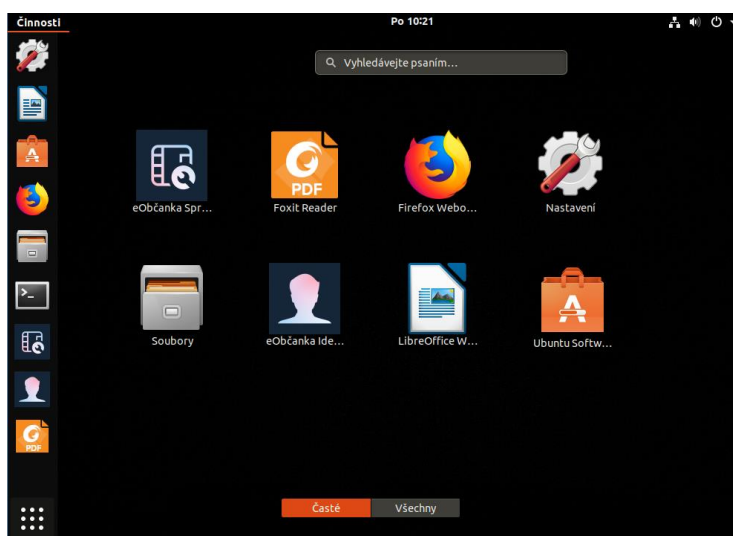 Činnosti
Po 10:21
Vyhledávejte psaním…
eObčanka Spr…
PDF
Foxit Reader
Firefox Webo…
Nastavení
Soubory
eObčanka Ide…
LibreOffice W…
Ubuntu Softw…
PDF
Časté
Všechny